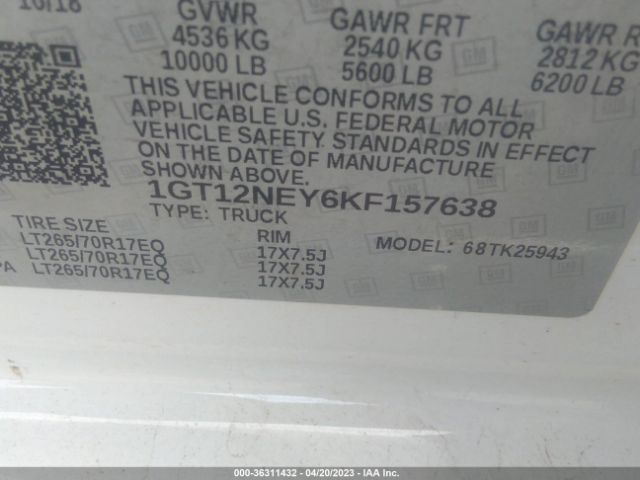 10/18
GVWR GAWR FRT GAWR R
4536 KG 2540 KG 2812 KG
10000 LB 5600 LB 6200 LB
THIS VEHICLE CONFORMS TO ALL
APPLICABLE U.S. FEDERAL MOTOR
VEHICLE SAFETY STANDARDS IN EFFECT
ON THE DATE OF MANUFACTURE
SHOWN ABOVE.
1GT12NEY6KF157638
TYPE: TRUCK
TIRE SIZE RIM MODEL: 68TK25943
LT265/70R17EQ 17X7.5J
LT265/70R17EQ 17X7.5J
PA LT265/70R17EQ 17X7.5J
000-36311432 - 04/20/2023 - IAA Inc.